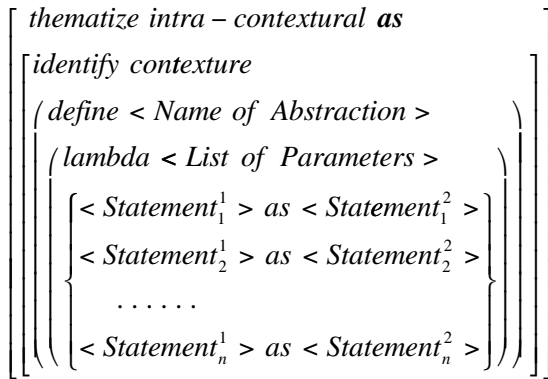 thematize intra – contextural as
identify contexture
define < Name of Abstraction >
lambda < List of Parameters >
< Statement₁¹ > as < Statement₁² >
< Statement₂¹ > as < Statement₂² >
. . . . . .
< Statementₙ¹ > as < Statementₙ² >